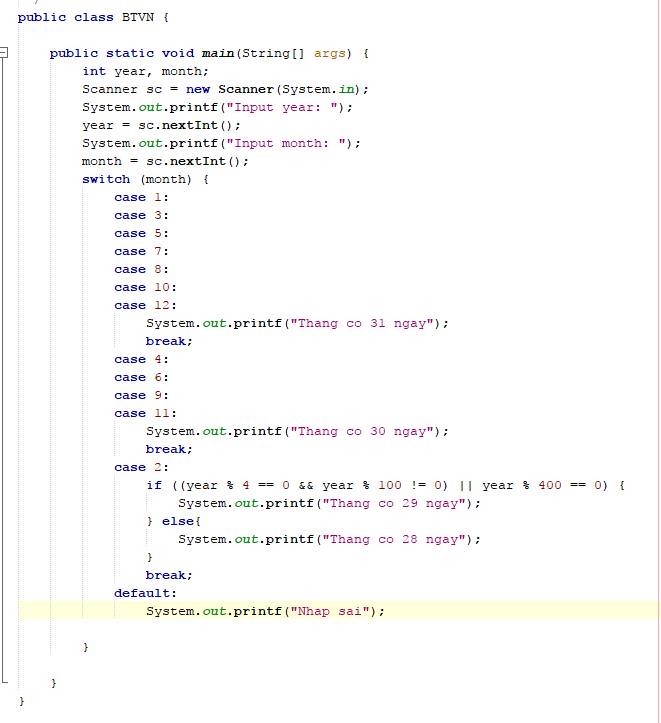 public class BTVN {
public static void main(String[] args) {
int year, month;
Scanner sc = new Scanner(System.in);
System.out.printf("Input year: ");
year = sc.nextInt();
System.out.printf("Input month: ");
month = sc.nextInt();
switch (month) {
case 1:
case 3:
case 5:
case 7:
case 8:
case 10:
case 12:
System.out.printf("Thang co 31 ngay");
break;
case 4:
case 6:
case 9:
case 11:
System.out.printf("Thang co 30 ngay");
break;
case 2:
if ((year % 4 == 0 && year % 100 != 0) || year % 400 == 0) {
System.out.printf("Thang co 29 ngay");
} else{
System.out.printf("Thang co 28 ngay");
}
break;
default:
System.out.printf("Nhap sai");
}
}
}